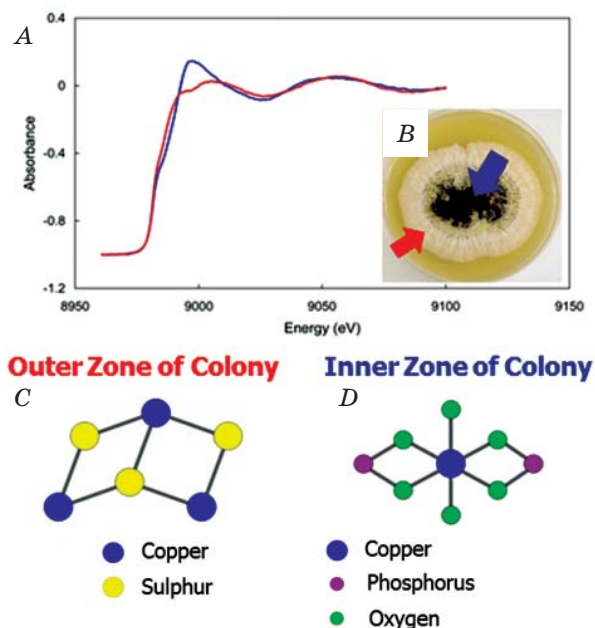 A
0.4
0
-0.4
-0.8
-1.2
Absorbance
8950
9000
9050
9100
9150
Energy (eV)
B
Outer Zone of Colony
Inner Zone of Colony
C
D
Copper
Sulphur
Copper
Phosphorus
Oxygen